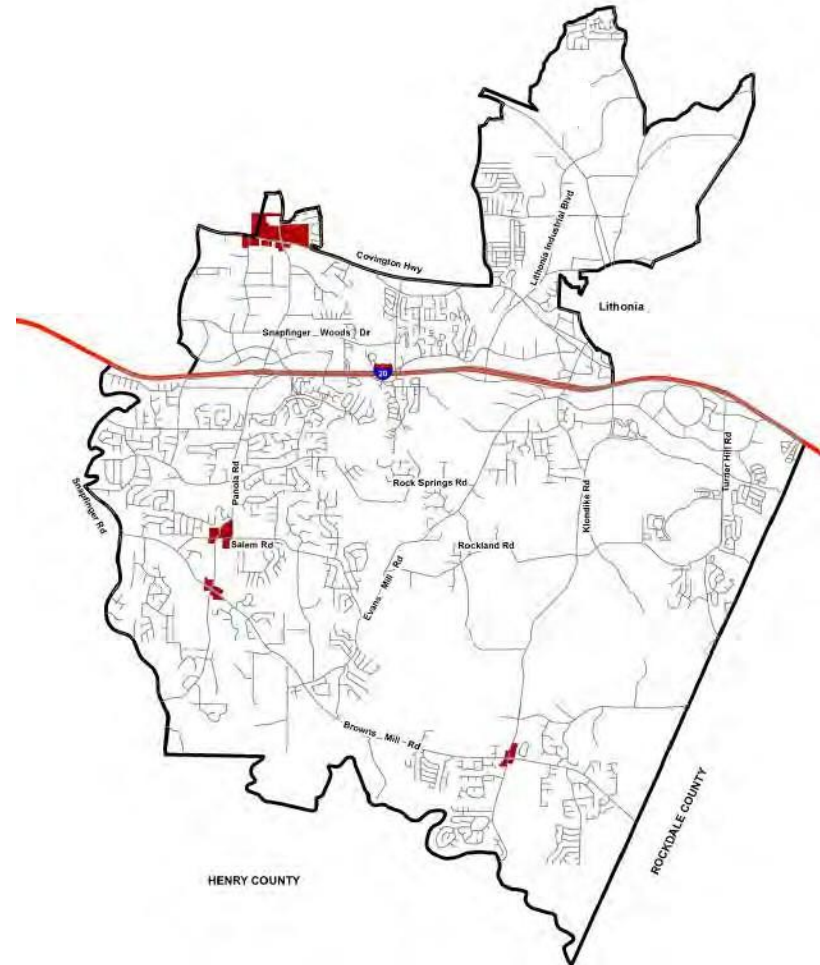 Lithonia Industrial Blvd
Covington Hwy
Lithonia
Snapfinger Woods Dr
20
Panola Rd
Snapfinger Rd
Rock Springs Rd
Klondike Rd
Turner Hill Rd
Salem Rd
Rockland Rd
Evans Mill Rd
Browns Mill Rd
ROCKDALE COUNTY
HENRY COUNTY